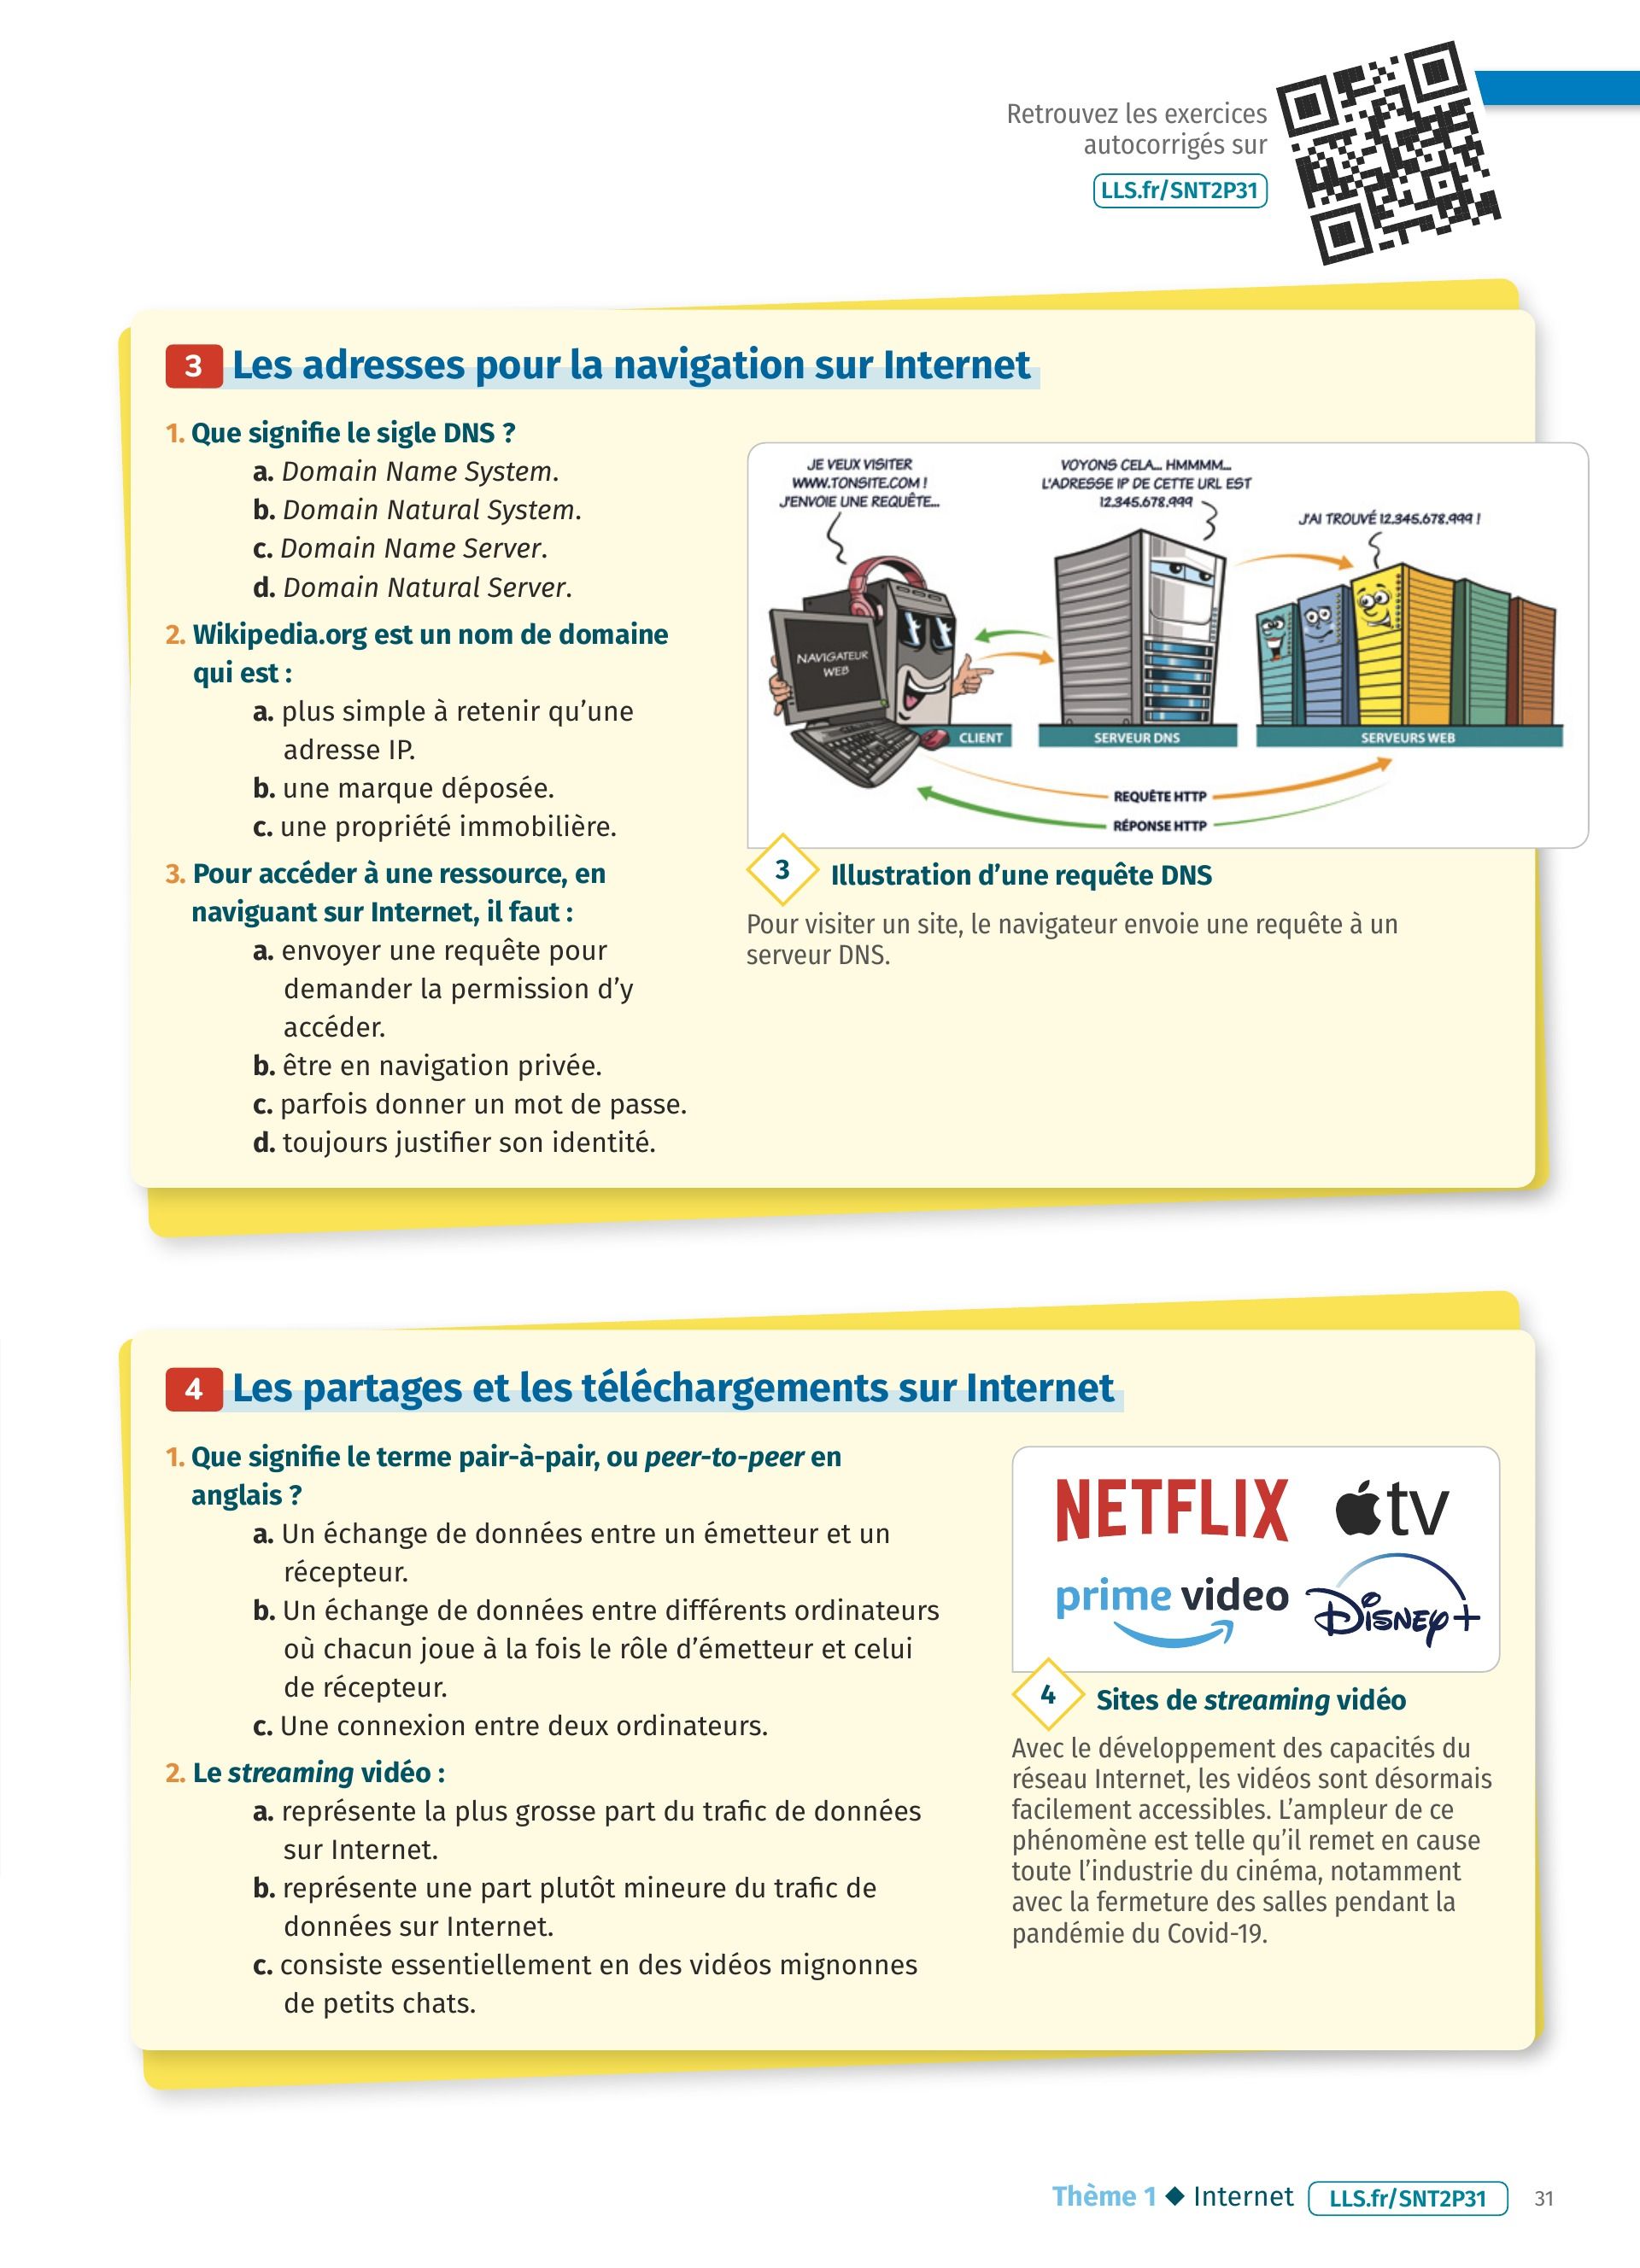 Retrouvez les exercices
autocorrigés sur
LLS.fr/SNT2P31
3 Les adresses pour la navigation sur Internet
1. Que signifie le sigle DNS ?
a. Domain Name System.
b. Domain Natural System.
c. Domain Name Server.
d. Domain Natural Server.
2. Wikipedia.org est un nom de domaine
qui est :
a. plus simple à retenir qu'une
adresse IP.
b. une marque déposée.
c. une propriété immobilière.
3. Pour accéder à une ressource, en
naviguant sur Internet, il faut :
a. envoyer une requête pour
demander la permission d'y
accéder.
b. être en navigation privée.
c. parfois donner un mot de passe.
d. toujours justifier son identité.
JE VEUX VISITER
WWW.TONSITE.COM !
J'ENVOIE UNE REQUÊTE...
VOYONS CELA... HMMMM...
L'ADRESSE IP DE CETTE URL EST
12.345.678.999
J'AI TROUVÉ 12.345.678.999 !
NAVIGATEUR
WEB
CLIENT
SERVEUR DNS
SERVEURS WEB
REQUÊTE HTTP
RÉPONSE HTTP
3 Illustration d'une requête DNS
Pour visiter un site, le navigateur envoie une requête à un
serveur DNS.
4 Les partages et les téléchargements sur Internet
1. Que signifie le terme pair-à-pair, ou peer-to-peer en
anglais ?
a. Un échange de données entre un émetteur et un
récepteur.
b. Un échange de données entre différents ordinateurs
où chacun joue à la fois le rôle d'émetteur et celui
de récepteur.
c. Une connexion entre deux ordinateurs.
2. Le streaming vidéo :
a. représente la plus grosse part du trafic de données
sur Internet.
b. représente une part plutôt mineure du trafic de
données sur Internet.
c. consiste essentiellement en des vidéos mignonnes
de petits chats.
NETFLIX
tv
prime video
Disney+
4 Sites de streaming vidéo
Avec le développement des capacités du
réseau Internet, les vidéos sont désormais
facilement accessibles. L'ampleur de ce
phénomène est telle qu'il remet en cause
toute l'industrie du cinéma, notamment
avec la fermeture des salles pendant la
pandémie du Covid-19.
Thème 1 ◆ Internet LLS.fr/SNT2P31 31